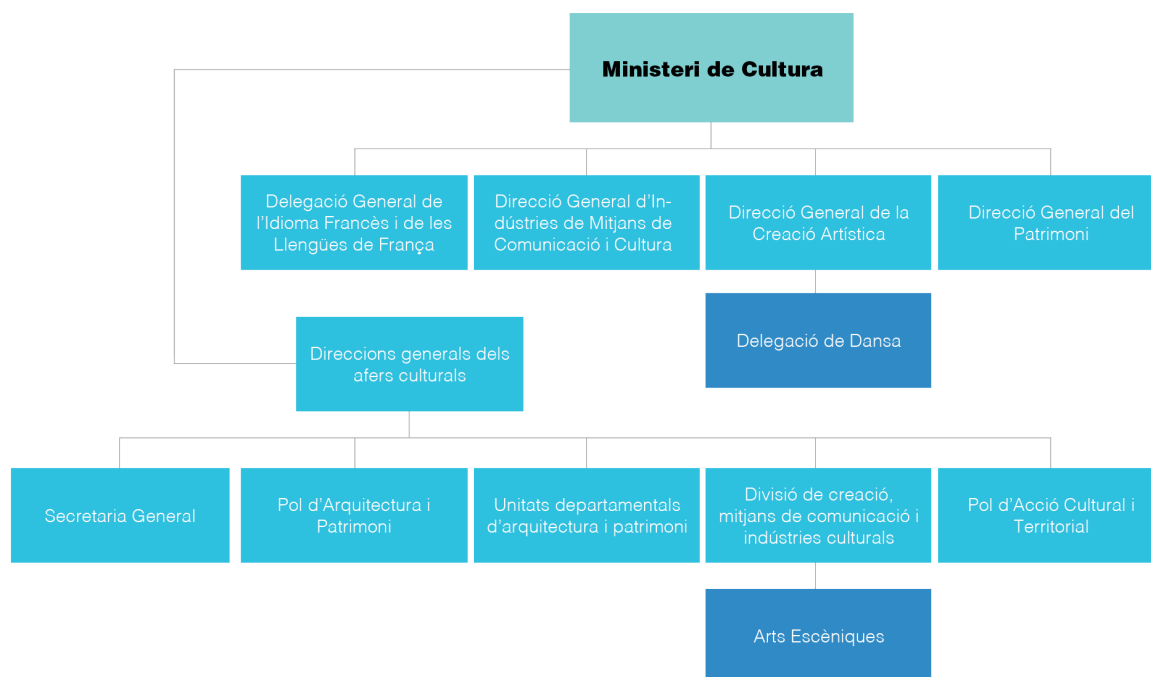 Ministeri de Cultura
Delegació General de
l'Idioma Francès i de les
Llengües de França
Direcció General d'In-
dústries de Mitjans de
Comunicació i Cultura
Direcció General de la
Creació Artística
Direcció General del
Patrimoni
Delegació de Dansa
Direccions generals dels
afers culturals
Secretaria General
Pol d'Arquitectura i
Patrimoni
Unitats departamentals
d'arquitectura i patrimoni
Divisió de creació,
mitjans de comunicació i
indústries culturals
Pol d'Acció Cultural i
Territorial
Arts Escèniques